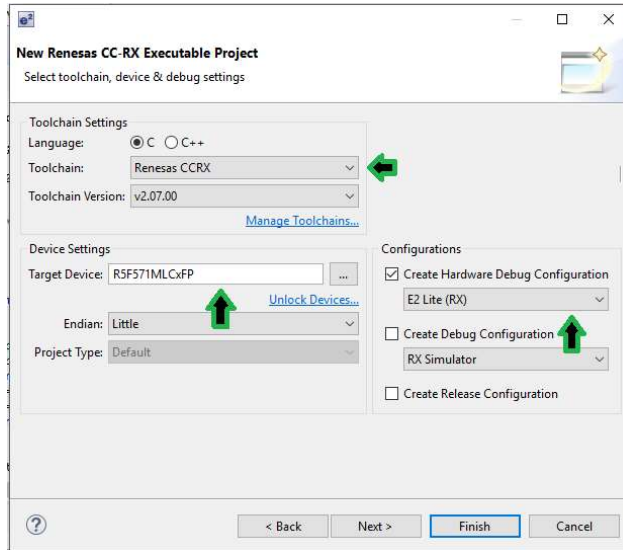 e²
New Renesas CC-RX Executable Project
Select toolchain, device & debug settings
Toolchain Settings
Language: C C++
Toolchain: Renesas CCRX
Toolchain Version: v2.07.00
Manage Toolchains...
Device Settings
Target Device: R5F571MLCxFP ...
Unlock Devices...
Endian: Little
Project Type: Default
Configurations
Create Hardware Debug Configuration
E2 Lite (RX)
Create Debug Configuration
RX Simulator
Create Release Configuration
? < Back Next > Finish Cancel